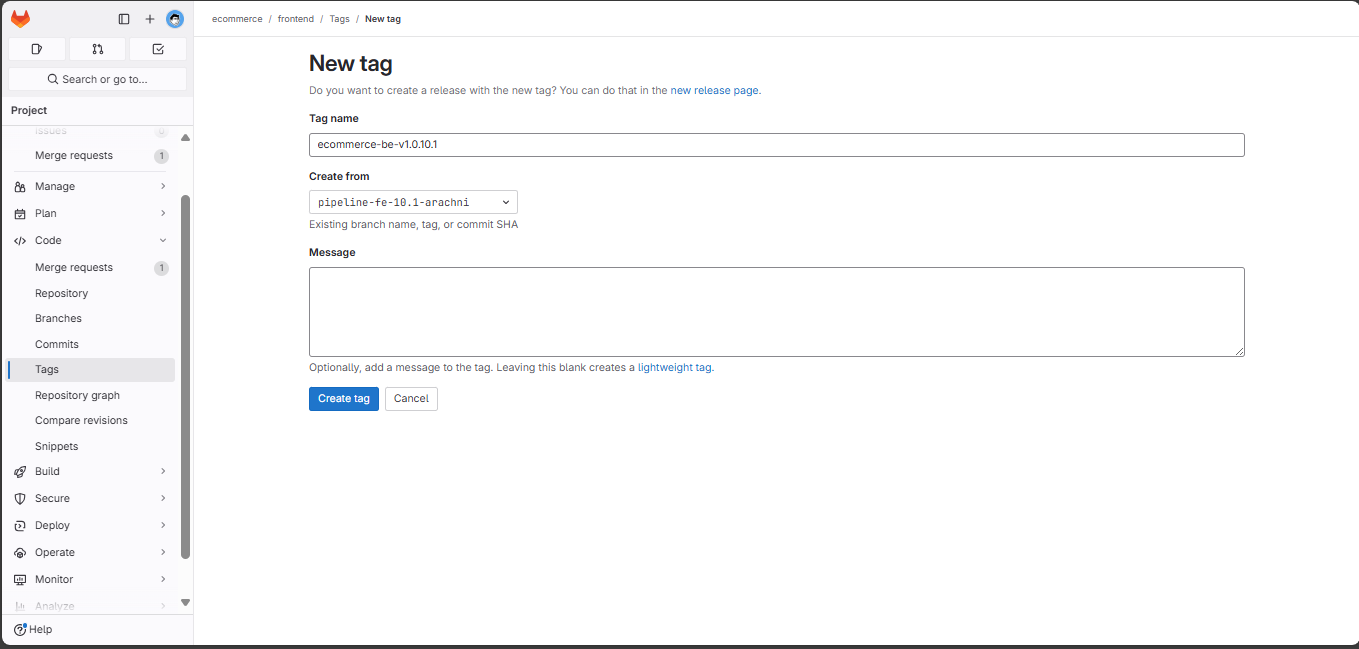 ecommerce / frontend / Tags / New tag
Search or go to...
Project
Issues 0
Merge requests 1
Manage
Plan
Code
Merge requests 1
Repository
Branches
Commits
Tags
Repository graph
Compare revisions
Snippets
Build
Secure
Deploy
Operate
Monitor
Analyze
Help
New tag
Do you want to create a release with the new tag? You can do that in the new release page.
Tag name
ecommerce-be-v1.0.10.1
Create from
pipeline-fe-10.1-arachni
Existing branch name, tag, or commit SHA
Message
Optionally, add a message to the tag. Leaving this blank creates a lightweight tag.
Create tag Cancel